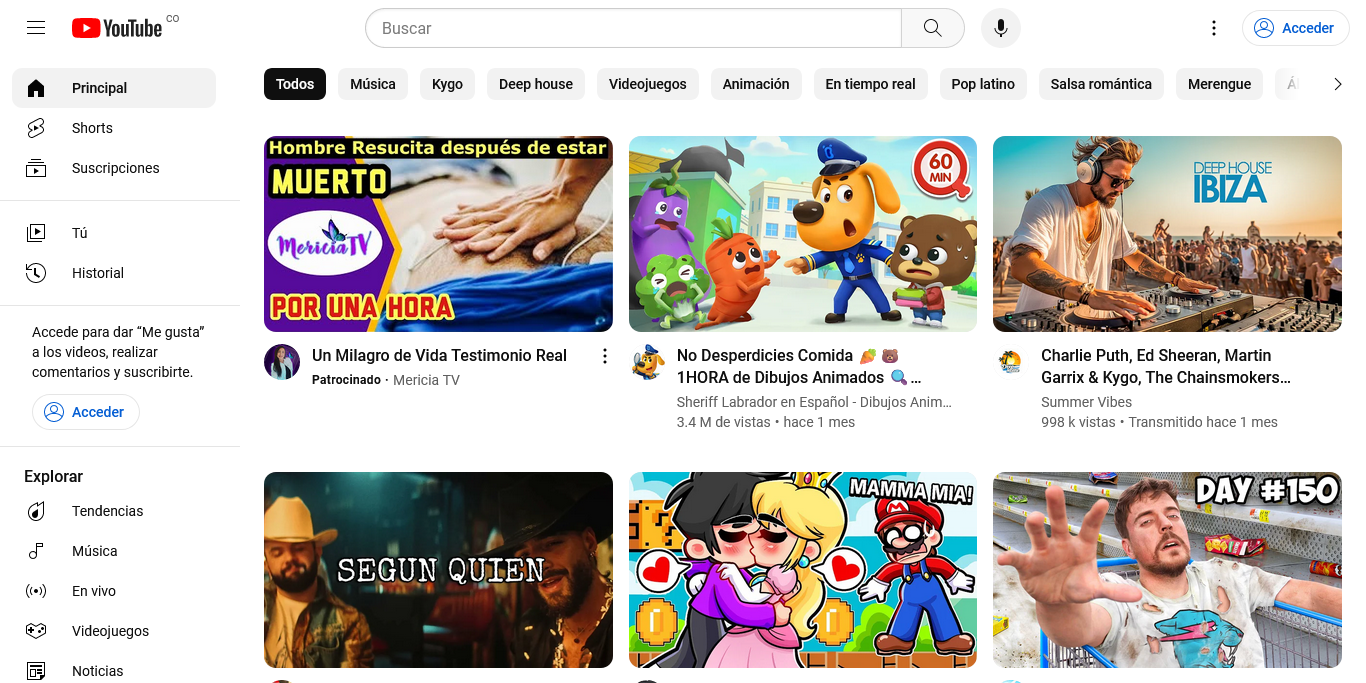 YouTube CO
Buscar
Acceder
Principal
Shorts
Suscripciones
Tú
Historial
Accede para dar “Me gusta”
a los videos, realizar
comentarios y suscribirte.
Acceder
Explorar
Tendencias
Música
En vivo
Videojuegos
Noticias
Todos
Música
Kygo
Deep house
Videojuegos
Animación
En tiempo real
Pop latino
Salsa romántica
Merengue
Hombre Resucita después de estar
MUERTO
MericiaTV
POR UNA HORA
Un Milagro de Vida Testimonio Real
Patrocinado · Mericia TV
60
MIN
No Desperdicies Comida 🥕 🐻
1HORA de Dibujos Animados 🔍 ...
Sheriff Labrador en Español - Dibujos Anim...
3.4 M de vistas • hace 1 mes
DEEP HOUSE
IBIZA
Charlie Puth, Ed Sheeran, Martin
Garrix & Kygo, The Chainsmokers...
Summer Vibes
998 k vistas • Transmitido hace 1 mes
SEGUN QUIEN
MAMMA MIA!
DAY #150